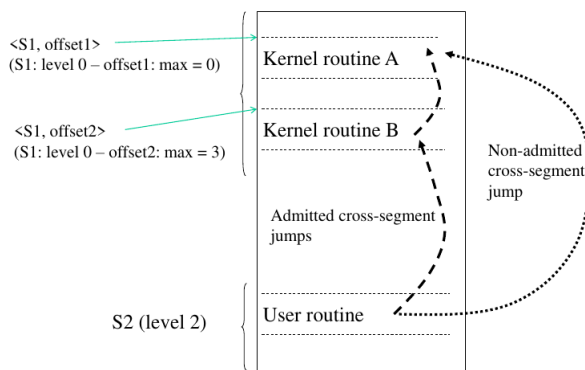 <S1, offset1>
(S1: level 0 – offset1: max = 0)
Kernel routine A
<S1, offset2>
(S1: level 0 – offset2: max = 3)
Kernel routine B
Non-admitted
cross-segment
jump
Admitted cross-segment
jumps
S2 (level 2)
User routine